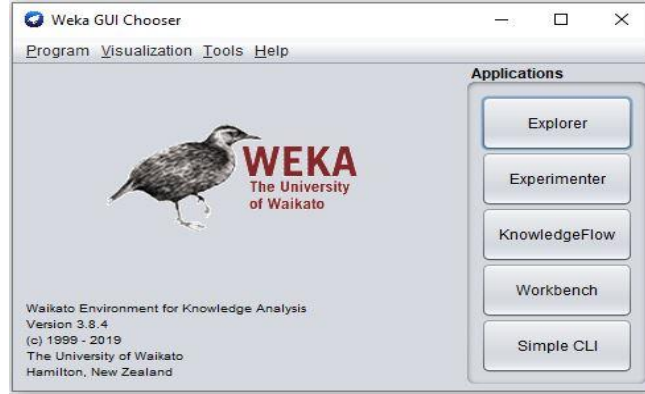 Weka GUI Chooser
Program Visualization Tools Help
Applications
WEKA
The University
of Waikato
Explorer
Experimenter
KnowledgeFlow
Workbench
Simple CLI
Waikato Environment for Knowledge Analysis
Version 3.8.4
(c) 1999 - 2019
The University of Waikato
Hamilton, New Zealand